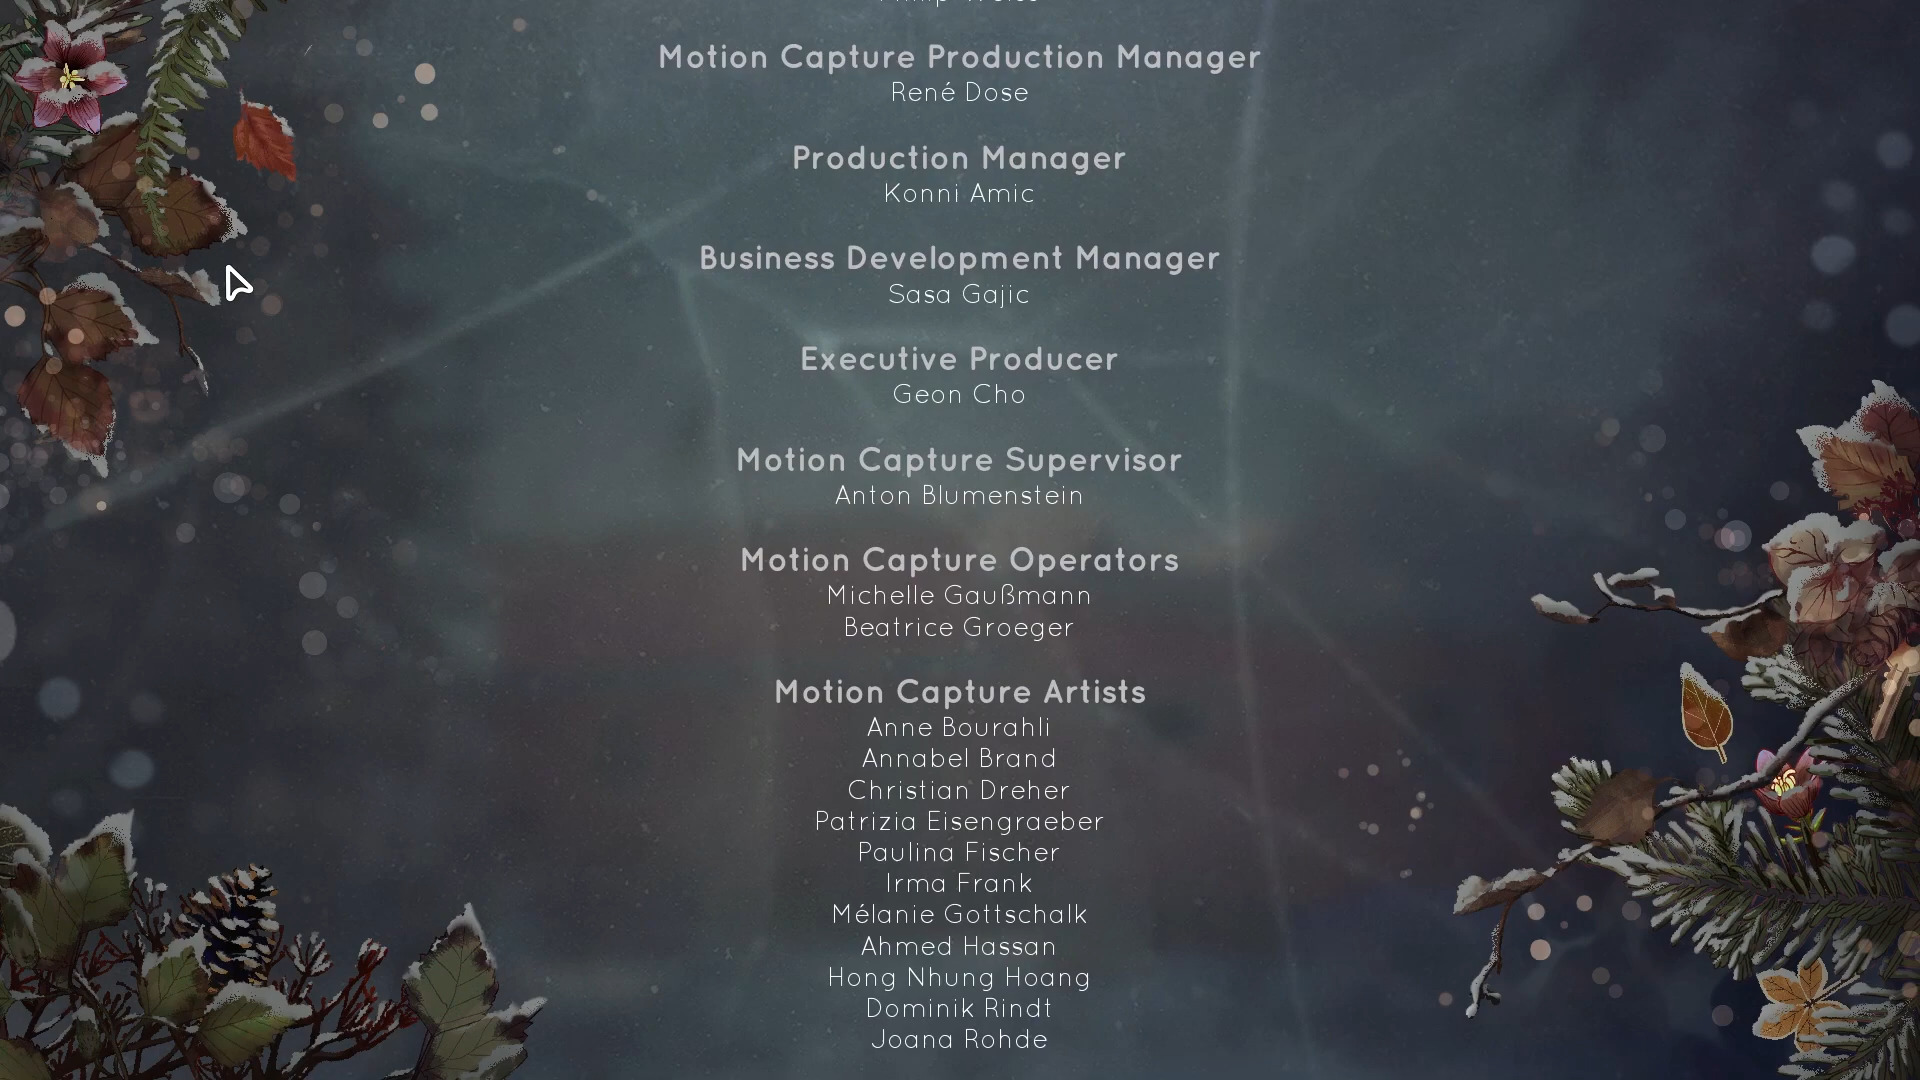 Motion Capture Production Manager
René Dose
Production Manager
Konni Amic
Business Development Manager
Sasa Gajic
Executive Producer
Geon Cho
Motion Capture Supervisor
Anton Blumenstein
Motion Capture Operators
Michelle Gaußmann
Beatrice Groeger
Motion Capture Artists
Anne Bourahli
Annabel Brand
Christian Dreher
Patrizia Eisengraeber
Paulina Fischer
Irma Frank
Mélanie Gottschalk
Ahmed Hassan
Hong Nhung Hoang
Dominik Rindt
Joana Rohde